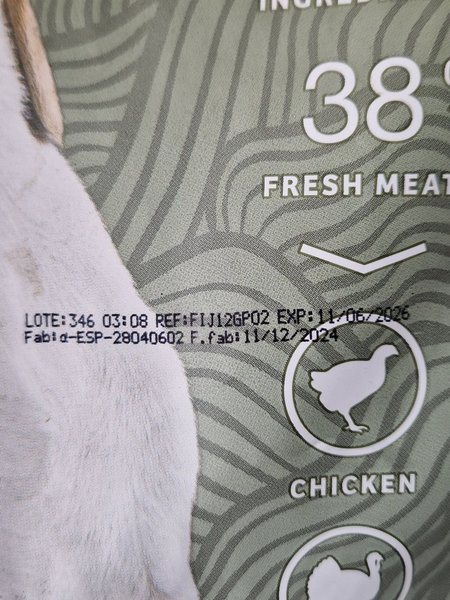 38
FRESH MEAT
LOTE:346 03:08 REF:FIJ12GP02 EXP:11/06/2026
Fab:α-ESP-28040602 F.fab:11/12/2024
CHICKEN